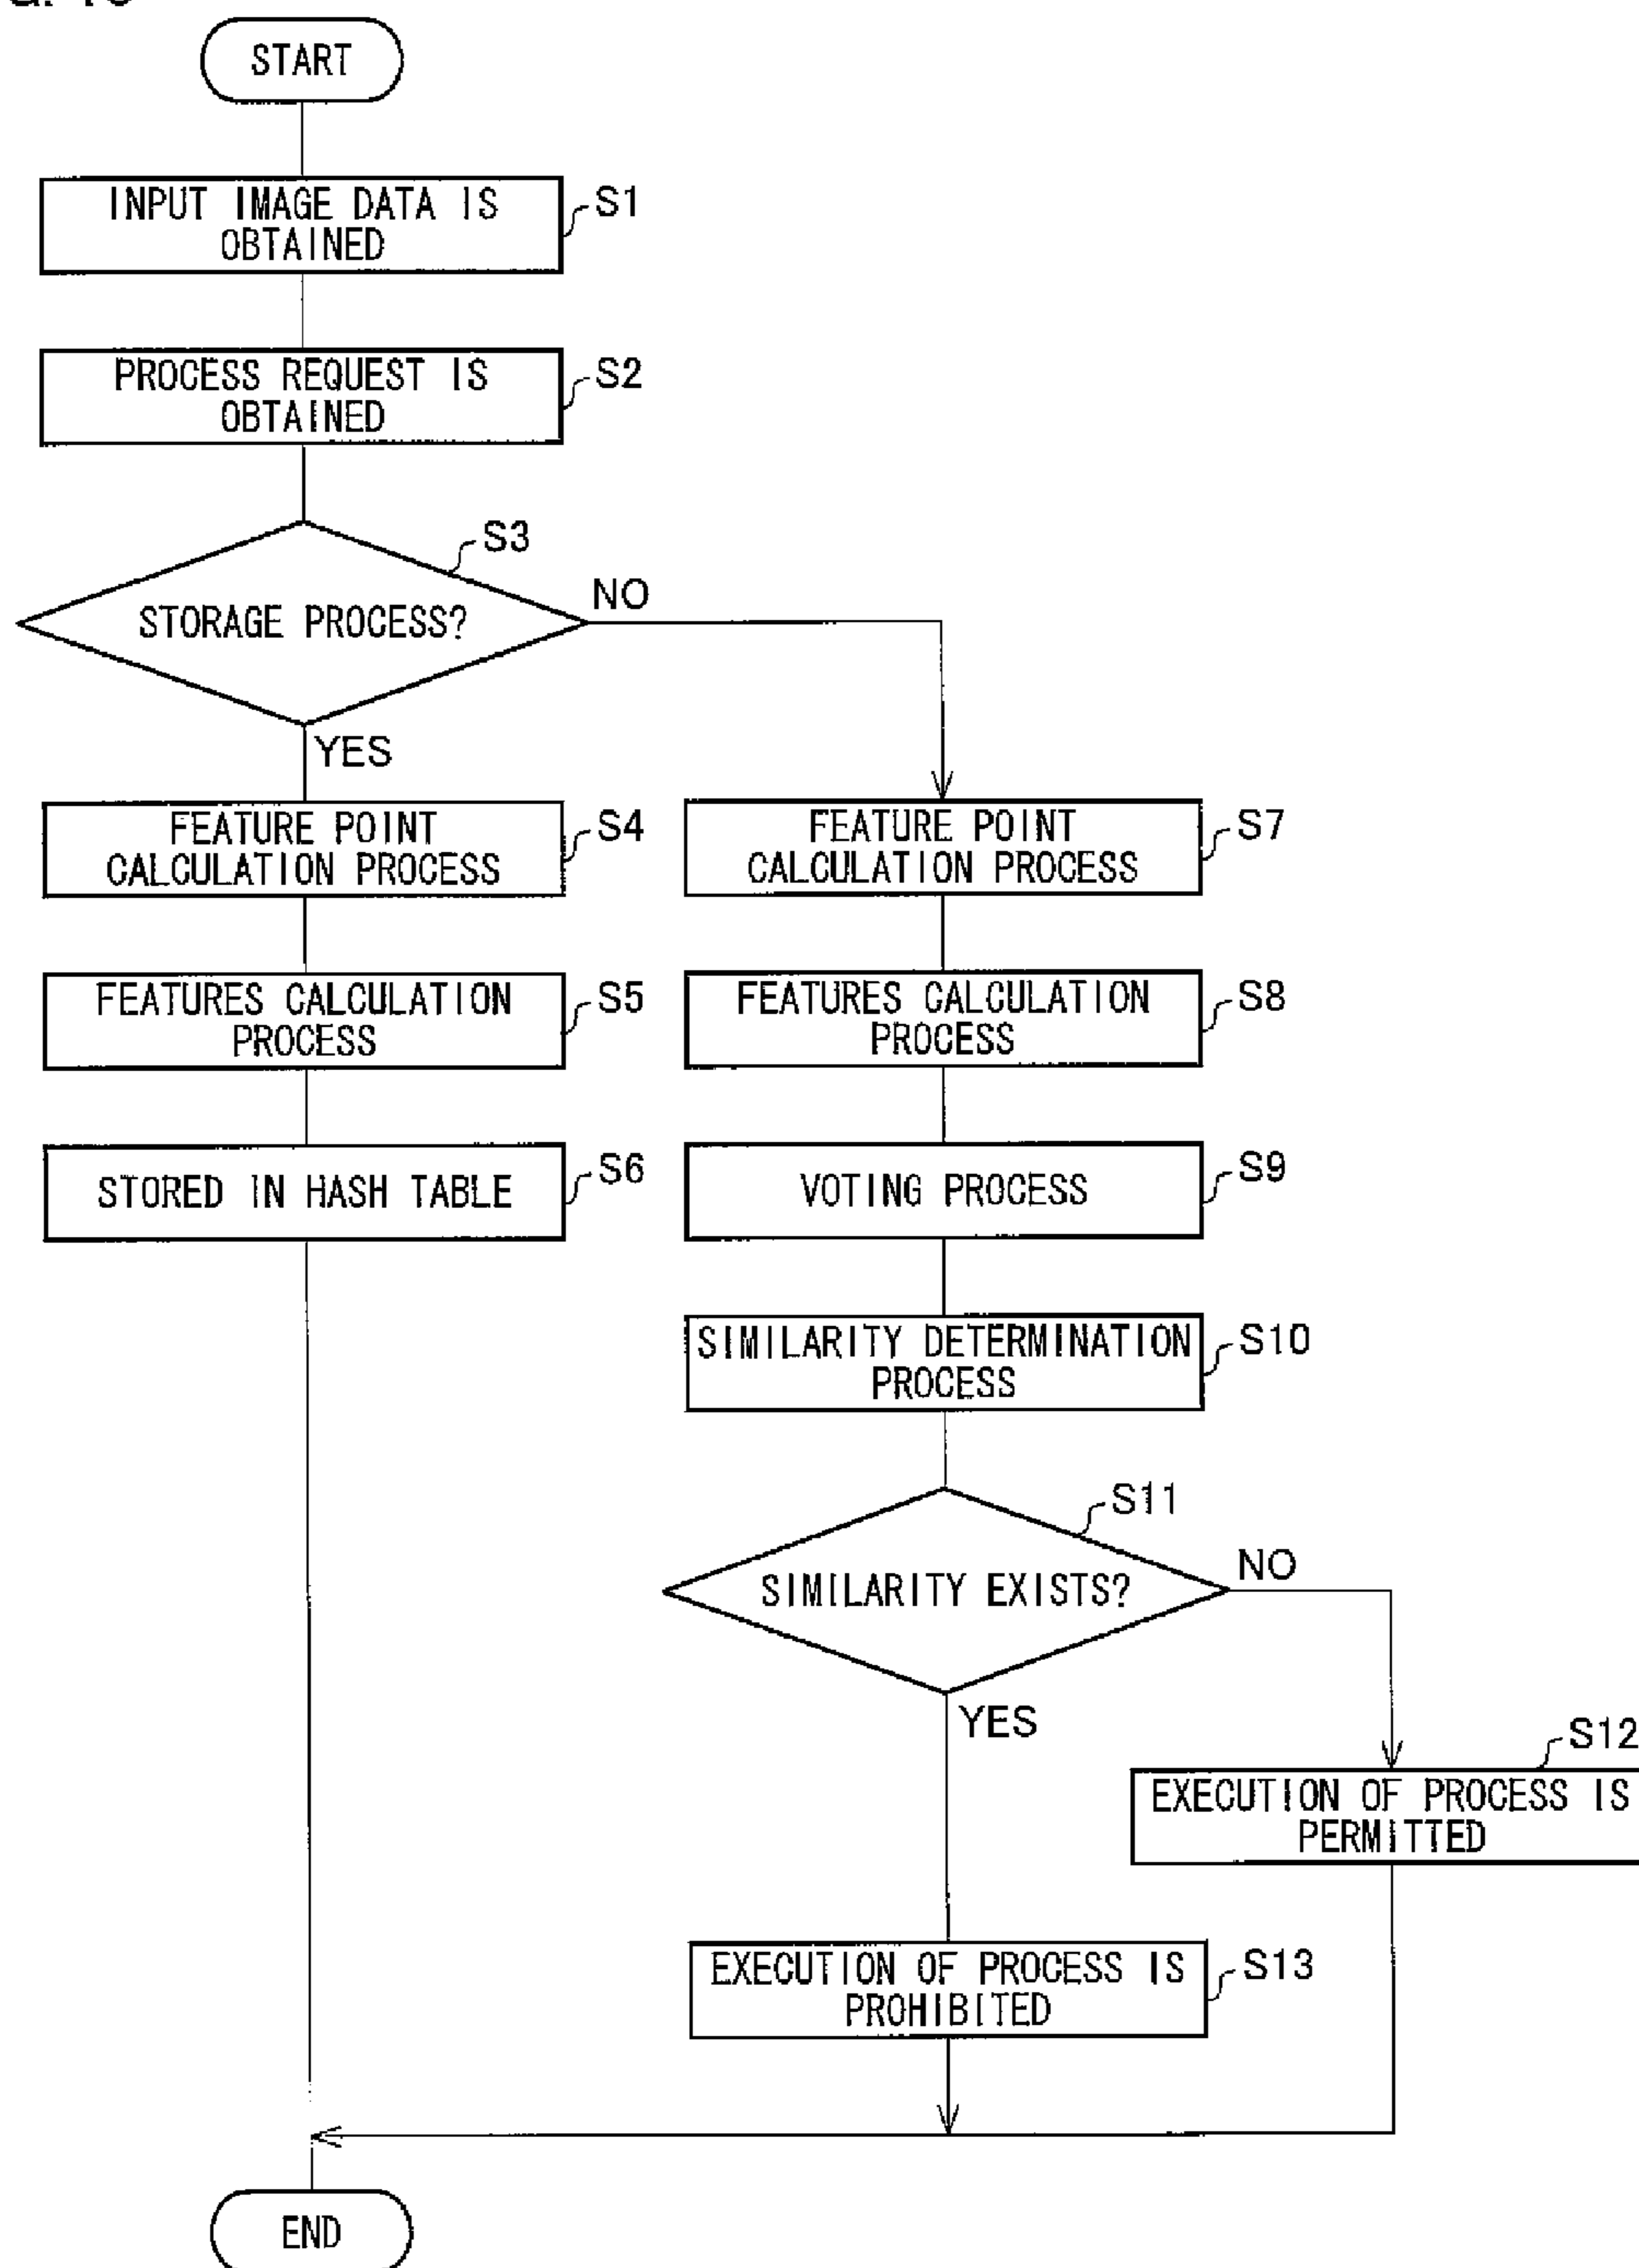 START
INPUT IMAGE DATA IS
OBTAINED
S1
PROCESS REQUEST IS
OBTAINED
S2
S3
STORAGE PROCESS?
NO
YES
FEATURE POINT
CALCULATION PROCESS
S4
FEATURES CALCULATION
PROCESS
S5
STORED IN HASH TABLE
S6
FEATURE POINT
CALCULATION PROCESS
S7
FEATURES CALCULATION
PROCESS
S8
VOTING PROCESS
S9
SIMILARITY DETERMINATION
PROCESS
S10
S11
SIMILARITY EXISTS?
NO
YES
S12
EXECUTION OF PROCESS IS
PERMITTED
EXECUTION OF PROCESS IS
PROHIBITED
S13
END